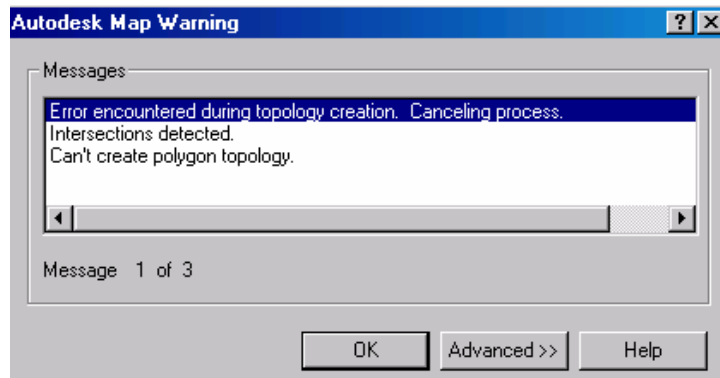 Autodesk Map Warning
Messages
Error encountered during topology creation. Canceling process.
Intersections detected.
Can't create polygon topology.
Message 1 of 3
OK
Advanced >>
Help